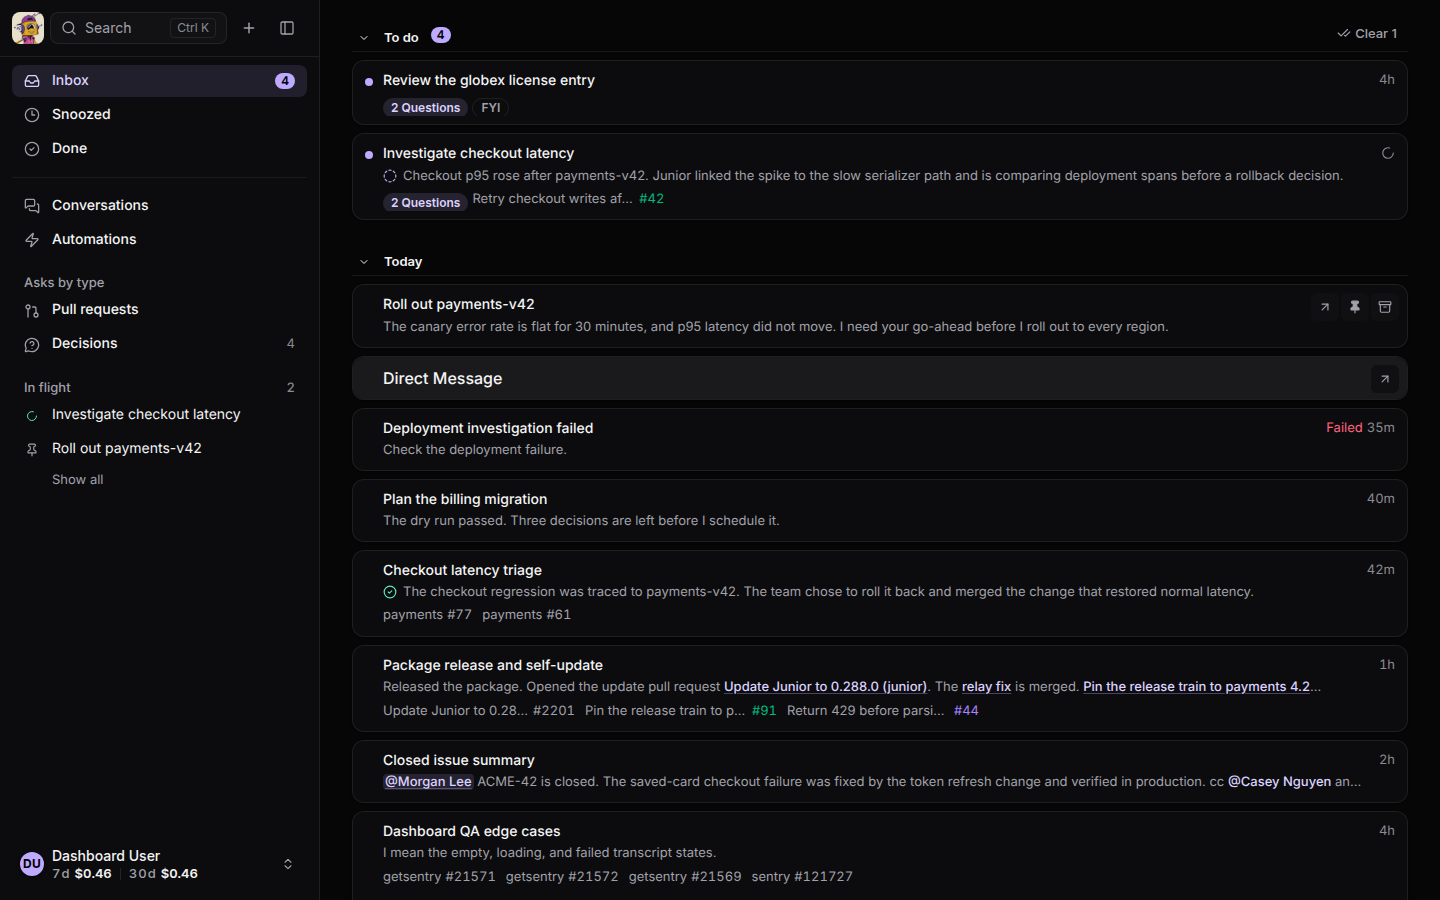 Search
Ctrl K
Inbox
4
Snoozed
Done
Conversations
Automations
Asks by type
Pull requests
Decisions
4
In flight
2
Investigate checkout latency
Roll out payments-v42
Show all
DU
Dashboard User
7d $0.46 30d $0.46
To do 4
Clear 1
Review the globex license entry
4h
2 Questions FYI
Investigate checkout latency
Checkout p95 rose after payments-v42. Junior linked the spike to the slow serializer path and is comparing deployment spans before a rollback decision.
2 Questions Retry checkout writes af... #42
Today
Roll out payments-v42
The canary error rate is flat for 30 minutes, and p95 latency did not move. I need your go-ahead before I roll out to every region.
Direct Message
Deployment investigation failed
Failed 35m
Check the deployment failure.
Plan the billing migration
40m
The dry run passed. Three decisions are left before I schedule it.
Checkout latency triage
42m
The checkout regression was traced to payments-v42. The team chose to roll it back and merged the change that restored normal latency.
payments #77 payments #61
Package release and self-update
1h
Released the package. Opened the update pull request Update Junior to 0.288.0 (junior). The relay fix is merged. Pin the release train to payments 4.2...
Update Junior to 0.28... #2201 Pin the release train to p... #91 Return 429 before parsi... #44
Closed issue summary
2h
@Morgan Lee ACME-42 is closed. The saved-card checkout failure was fixed by the token refresh change and verified in production. cc @Casey Nguyen an...
Dashboard QA edge cases
4h
I mean the empty, loading, and failed transcript states.
getsentry #21571 getsentry #21572 getsentry #21569 sentry #121727